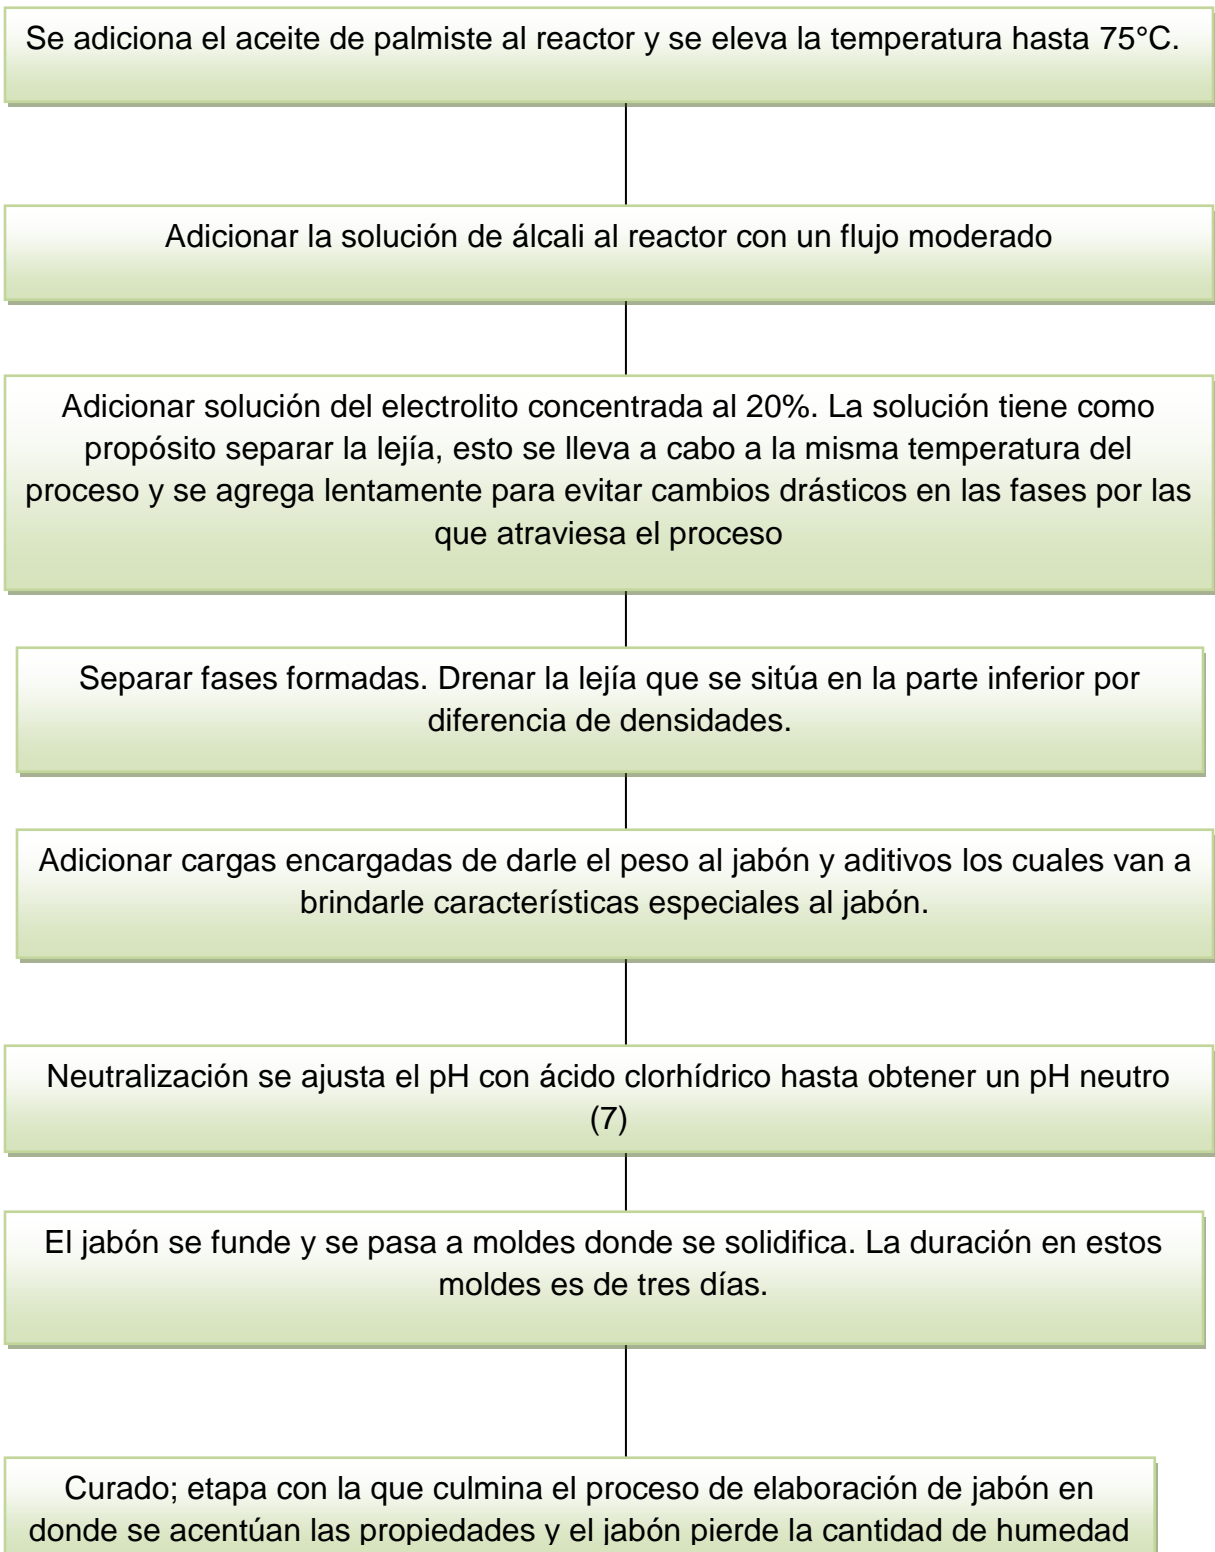 Se adiciona el aceite de palmiste al reactor y se eleva la temperatura hasta 75°C.
Adicionar la solución de álcali al reactor con un flujo moderado
Adicionar solución del electrolito concentrada al 20%. La solución tiene como
propósito separar la lejía, esto se lleva a cabo a la misma temperatura del
proceso y se agrega lentamente para evitar cambios drásticos en las fases por las
que atraviesa el proceso
Separar fases formadas. Drenar la lejía que se sitúa en la parte inferior por
diferencia de densidades.
Adicionar cargas encargadas de darle el peso al jabón y aditivos los cuales van a
brindarle características especiales al jabón.
Neutralización se ajusta el pH con ácido clorhídrico hasta obtener un pH neutro
(7)
El jabón se funde y se pasa a moldes donde se solidifica. La duración en estos
moldes es de tres días.
Curado; etapa con la que culmina el proceso de elaboración de jabón en
donde se acentúan las propiedades y el jabón pierde la cantidad de humedad